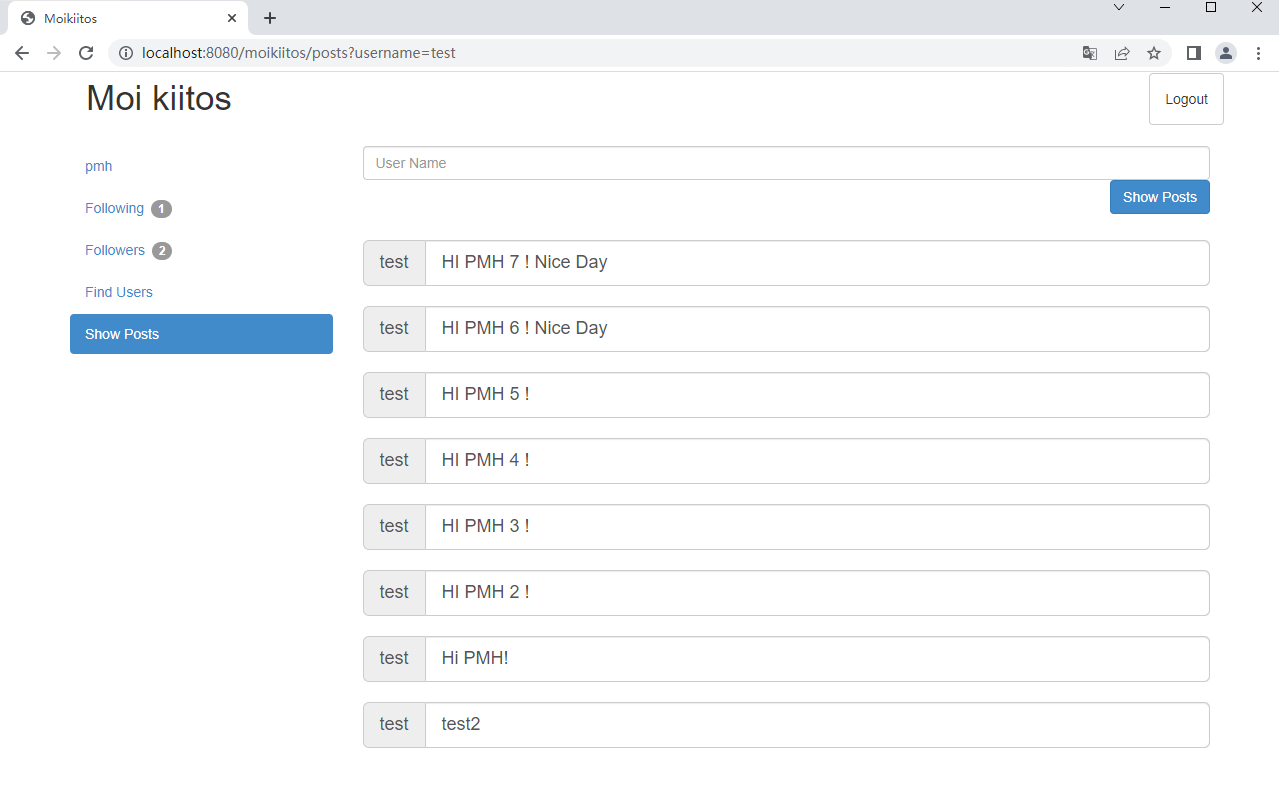 Moikiitos
localhost:8080/moikiitos/posts?username=test
Moi kiitos
Logout
pmh
Following 1
Followers 2
Find Users
Show Posts
User Name
Show Posts
test HI PMH 7 ! Nice Day
test HI PMH 6 ! Nice Day
test HI PMH 5 !
test HI PMH 4 !
test HI PMH 3 !
test HI PMH 2 !
test Hi PMH!
test test2